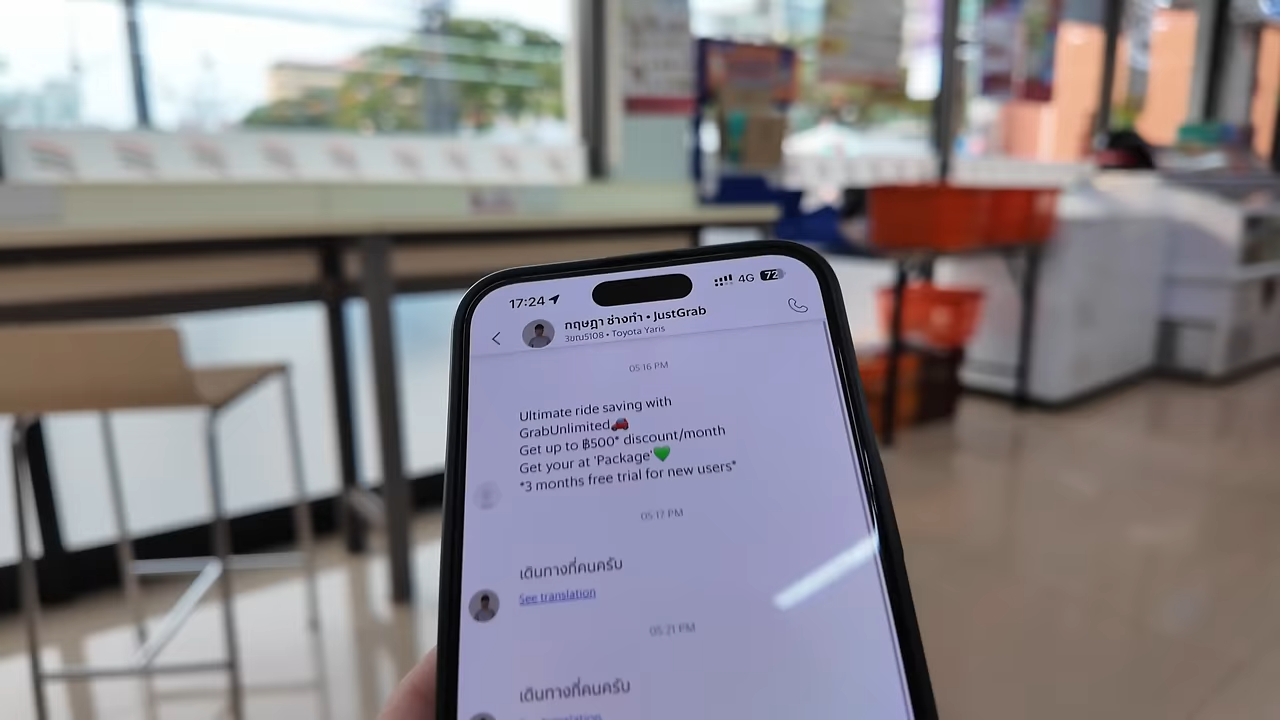 17:24
4G
72
กฤษฎา ช่างทำ • JustGrab
3ขณ5108 • Toyota Yaris
05:16 PM
Ultimate ride saving with
GrabUnlimited🚗
Get up to ฿500* discount/month
Get your at 'Package'💚
*3 months free trial for new users*
05:17 PM
เดินทางกี่คนครับ
See translation
05:21 PM
เดินทางกี่คนครับ
See translation